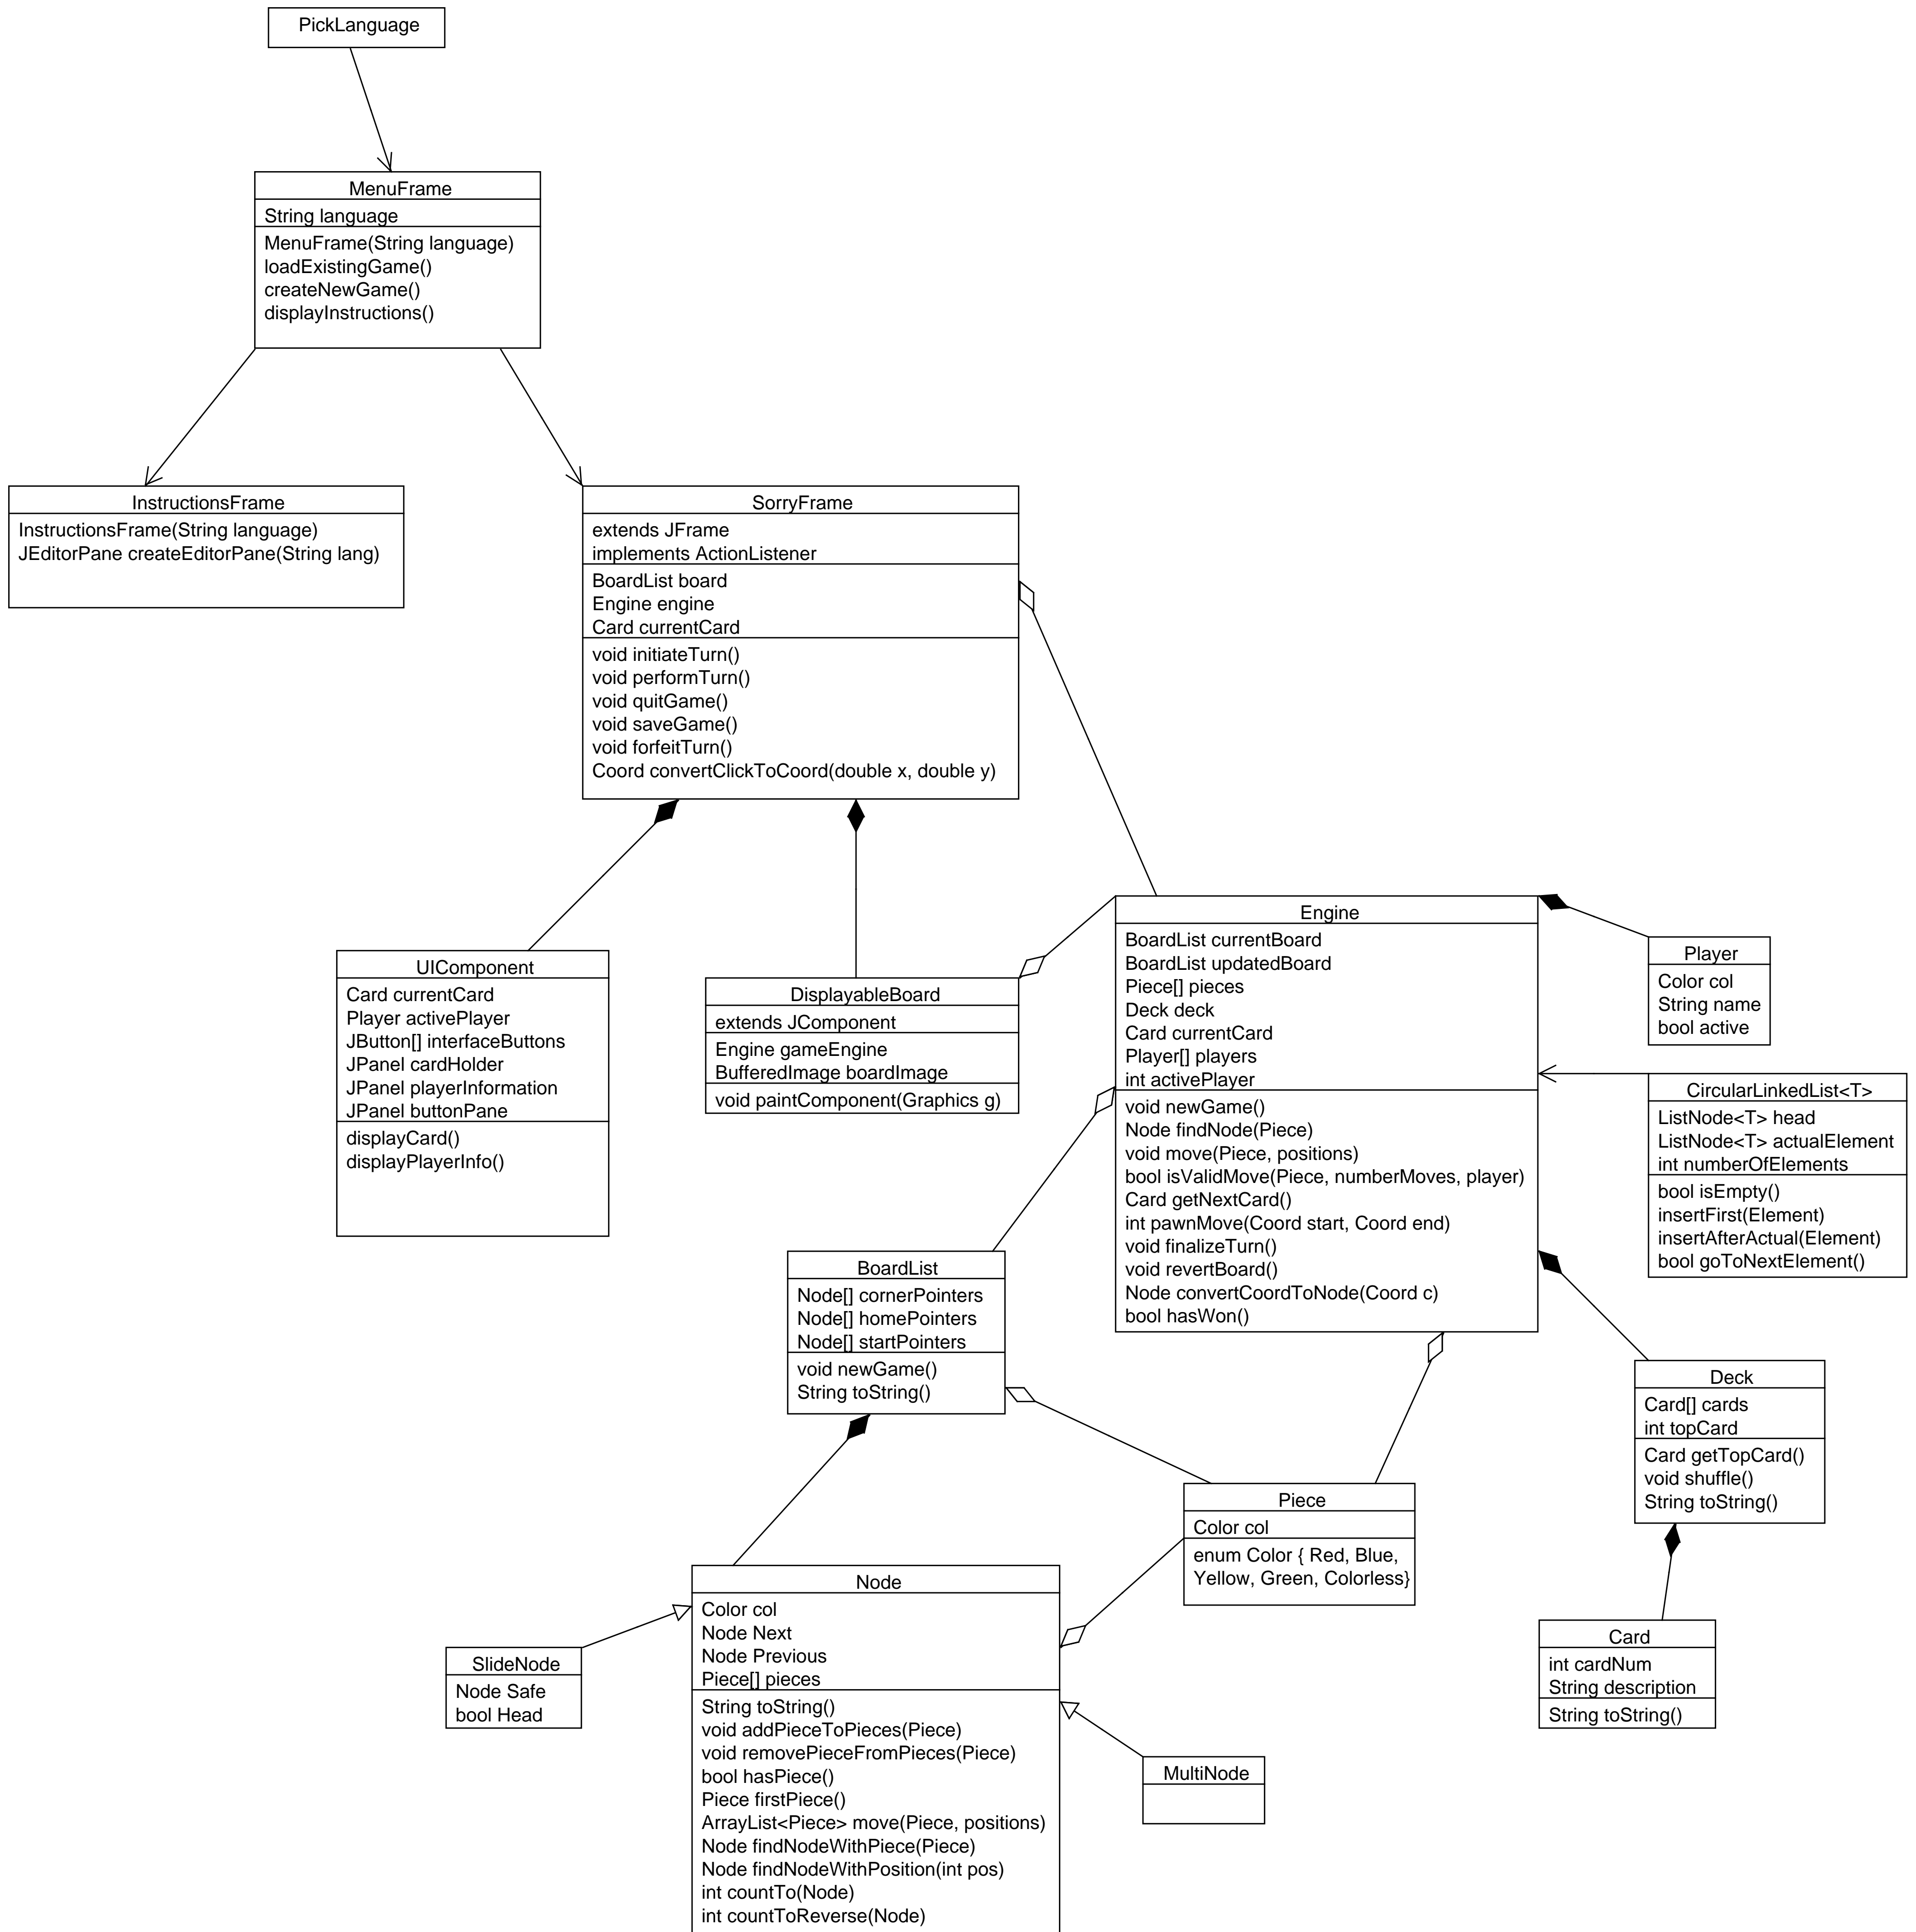 PickLanguage
MenuFrame
String language
MenuFrame(String language)
loadExistingGame()
createNewGame()
displayInstructions()
InstructionsFrame
InstructionsFrame(String language)
JEditorPane createEditorPane(String lang)
SorryFrame
extends JFrame
implements ActionListener
BoardList board
Engine engine
Card currentCard
void initiateTurn()
void performTurn()
void quitGame()
void saveGame()
void forfeitTurn()
Coord convertClickToCoord(double x, double y)
UIComponent
Card currentCard
Player activePlayer
JButton[] interfaceButtons
JPanel cardHolder
JPanel playerInformation
JPanel buttonPane
displayCard()
displayPlayerInfo()
DisplayableBoard
extends JComponent
Engine gameEngine
BufferedImage boardImage
void paintComponent(Graphics g)
Engine
BoardList currentBoard
BoardList updatedBoard
Piece[] pieces
Deck deck
Card currentCard
Player[] players
int activePlayer
void newGame()
Node findNode(Piece)
void move(Piece, positions)
bool isValidMove(Piece, numberMoves, player)
Card getNextCard()
int pawnMove(Coord start, Coord end)
void finalizeTurn()
void revertBoard()
Node convertCoordToNode(Coord c)
bool hasWon()
Player
Color col
String name
bool active
CircularLinkedList<T>
ListNode<T> head
ListNode<T> actualElement
int numberOfElements
bool isEmpty()
insertFirst(Element)
insertAfterActual(Element)
bool goToNextElement()
BoardList
Node[] cornerPointers
Node[] homePointers
Node[] startPointers
void newGame()
String toString()
Deck
Card[] cards
int topCard
Card getTopCard()
void shuffle()
String toString()
Piece
Color col
enum Color { Red, Blue,
Yellow, Green, Colorless}
Node
Color col
Node Next
Node Previous
Piece[] pieces
String toString()
void addPieceToPieces(Piece)
void removePieceFromPieces(Piece)
bool hasPiece()
Piece firstPiece()
ArrayList<Piece> move(Piece, positions)
Node findNodeWithPiece(Piece)
Node findNodeWithPosition(int pos)
int countTo(Node)
int countToReverse(Node)
SlideNode
Node Safe
bool Head
MultiNode
Card
int cardNum
String description
String toString()